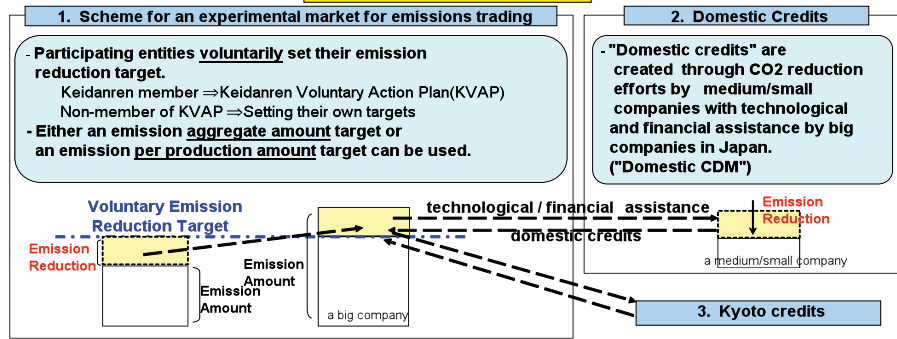 1. Scheme for an experimental market for emissions trading
- Participating entities voluntarily set their emission
reduction target.
Keidanren member ⇒Keidanren Voluntary Action Plan(KVAP)
Non-member of KVAP ⇒Setting their own targets
- Either an emission aggregate amount target or
an emission per production amount target can be used.
2. Domestic Credits
- "Domestic credits" are
created through CO2 reduction
efforts by medium/small
companies with technological
and financial assistance by big
companies in Japan.
("Domestic CDM")
Voluntary Emission
Reduction Target
Emission
Reduction
Emission
Amount
Emission
Amount
a big company
technological / financial assistance
domestic credits
Emission
Reduction
a medium/small company
3. Kyoto credits